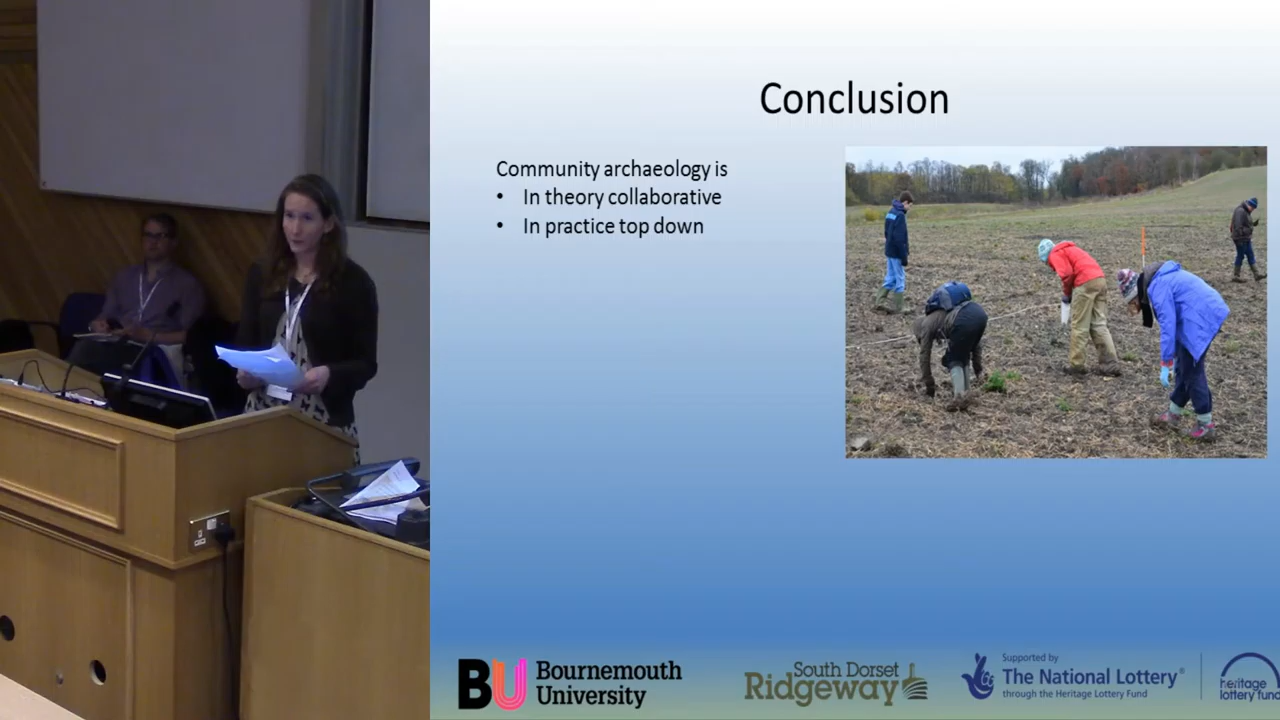 Conclusion
Community archaeology is
• In theory collaborative
• In practice top down
BU Bournemouth
University
South Dorset
Ridgeway
Supported by
The National Lottery®
through the Heritage Lottery Fund
heritage
lottery fund